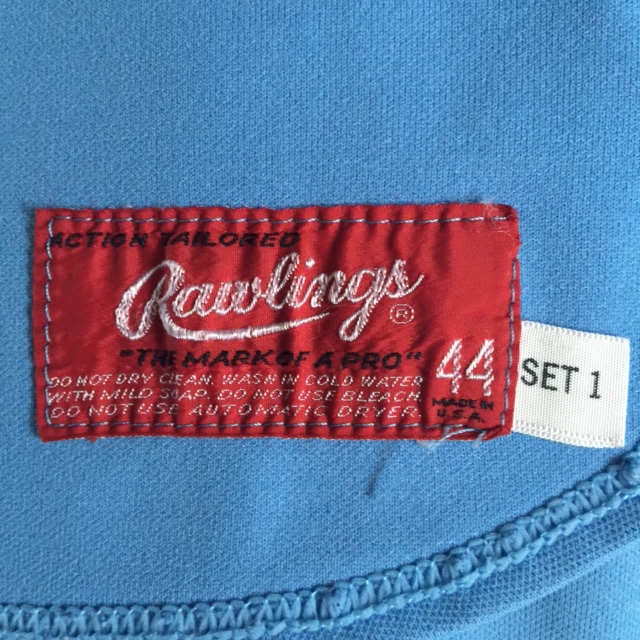 ACTION TAILORED
Rawlings®
"THE MARK OF A PRO"
44
DO NOT DRY CLEAN. WASH IN COLD WATER
WITH MILD SOAP. DO NOT USE BLEACH
DO NOT USE AUTOMATIC DRYER.
MADE IN
U.S.A.
SET 1